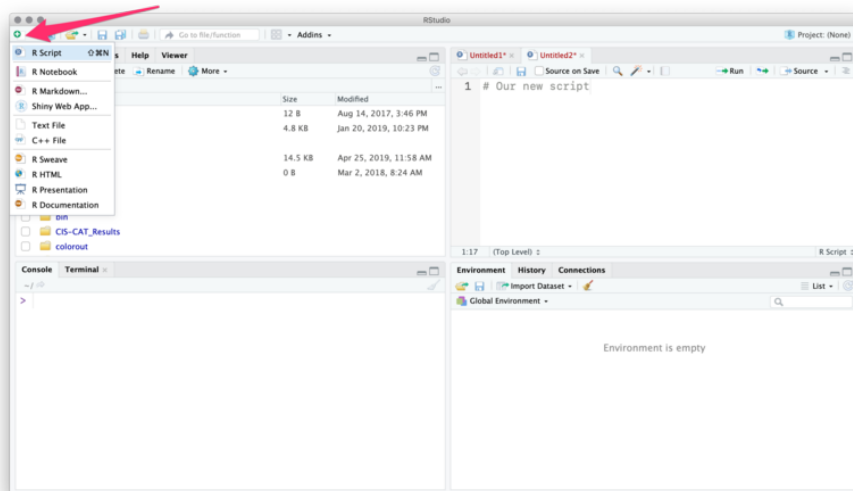 RStudio
Go to file/function
Addins
Project: (None)
R Script ⇧⌘N
R Notebook
R Markdown...
Shiny Web App...
Text File
C++ File
R Sweave
R HTML
R Presentation
R Documentation
Help Viewer
Rename More
Size Modified
12 B Aug 14, 2017, 3:46 PM
4.8 KB Jan 20, 2019, 10:23 PM
14.5 KB Apr 25, 2019, 11:58 AM
0 B Mar 2, 2018, 8:24 AM
bin
CIS-CAT_Results
colorout
Untitled1* Untitled2*
Source on Save Run Source
1 # Our new script
1:17 (Top Level) R Script
Console Terminal
~/
>
Environment History Connections
Import Dataset List
Global Environment
Environment is empty